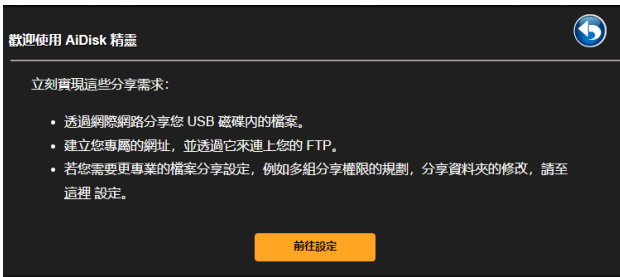 歡迎使用 AiDisk 精靈
立刻實現這些分享需求：
• 透過網際網路分享您 USB 磁碟內的檔案。
• 建立您專屬的網址，並透過它來連上您的 FTP。
• 若您需要更專業的檔案分享設定，例如多組分享權限的規劃，分享資料夾的修改，請至
這裡 設定。
前往設定